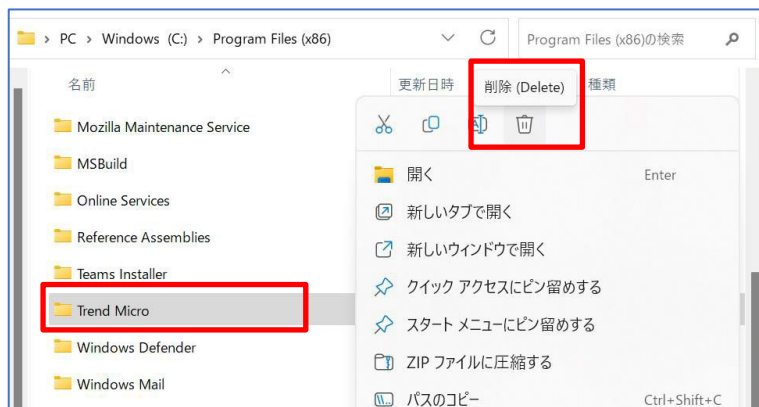 PC > Windows (C:) > Program Files (x86)
Program Files (x86)の検索
名前
更新日時
種類
削除 (Delete)
Mozilla Maintenance Service
MSBuild
Online Services
Reference Assemblies
Teams Installer
Trend Micro
Windows Defender
Windows Mail
開く Enter
新しいタブで開く
新しいウィンドウで開く
クイック アクセスにピン留めする
スタート メニューにピン留めする
ZIP ファイルに圧縮する
パスのコピー Ctrl+Shift+C